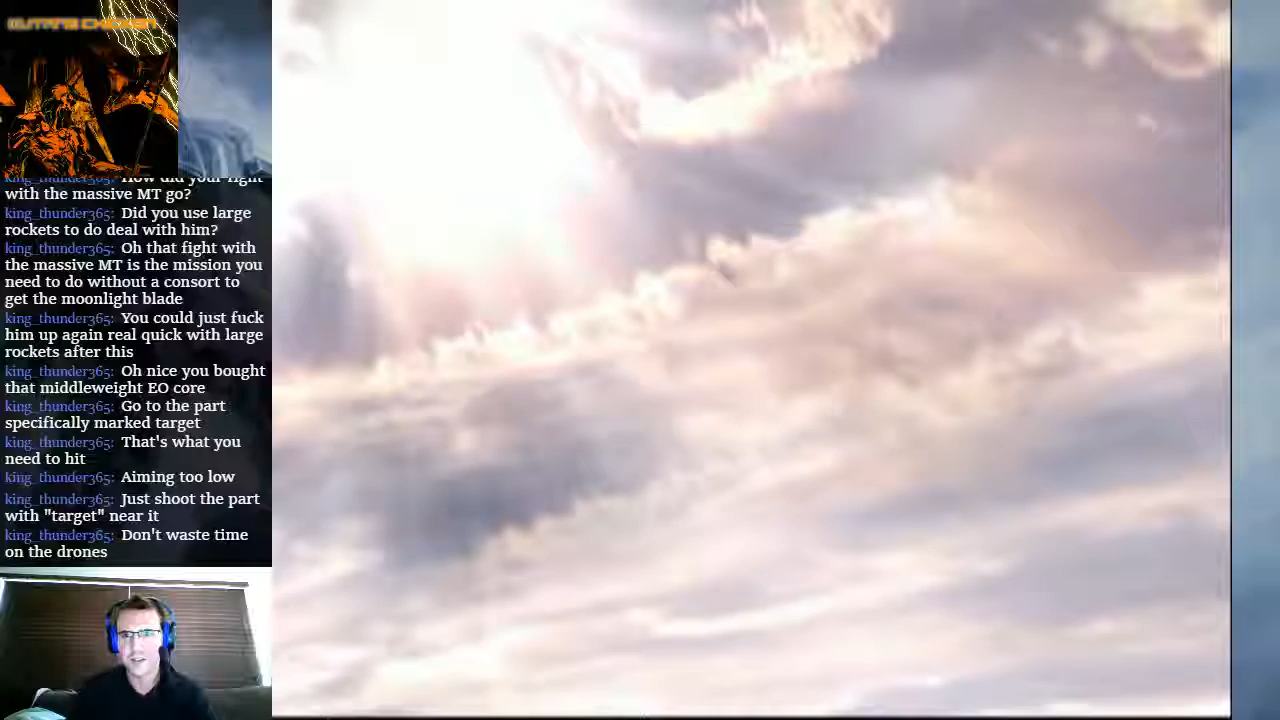 king_thunder365: How did your fight
with the massive MT go?
king_thunder365: Did you use large
rockets to do deal with him?
king_thunder365: Oh that fight with
the massive MT is the mission you
need to do without a consort to
get the moonlight blade
king_thunder365: You could just fuck
him up again real quick with large
rockets after this
king_thunder365: Oh nice you bought
that middleweight EO core
king_thunder365: Go to the part
specifically marked target
king_thunder365: That's what you
need to hit
king_thunder365: Aiming too low
king_thunder365: Just shoot the part
with "target" near it
king_thunder365: Don't waste time
on the drones